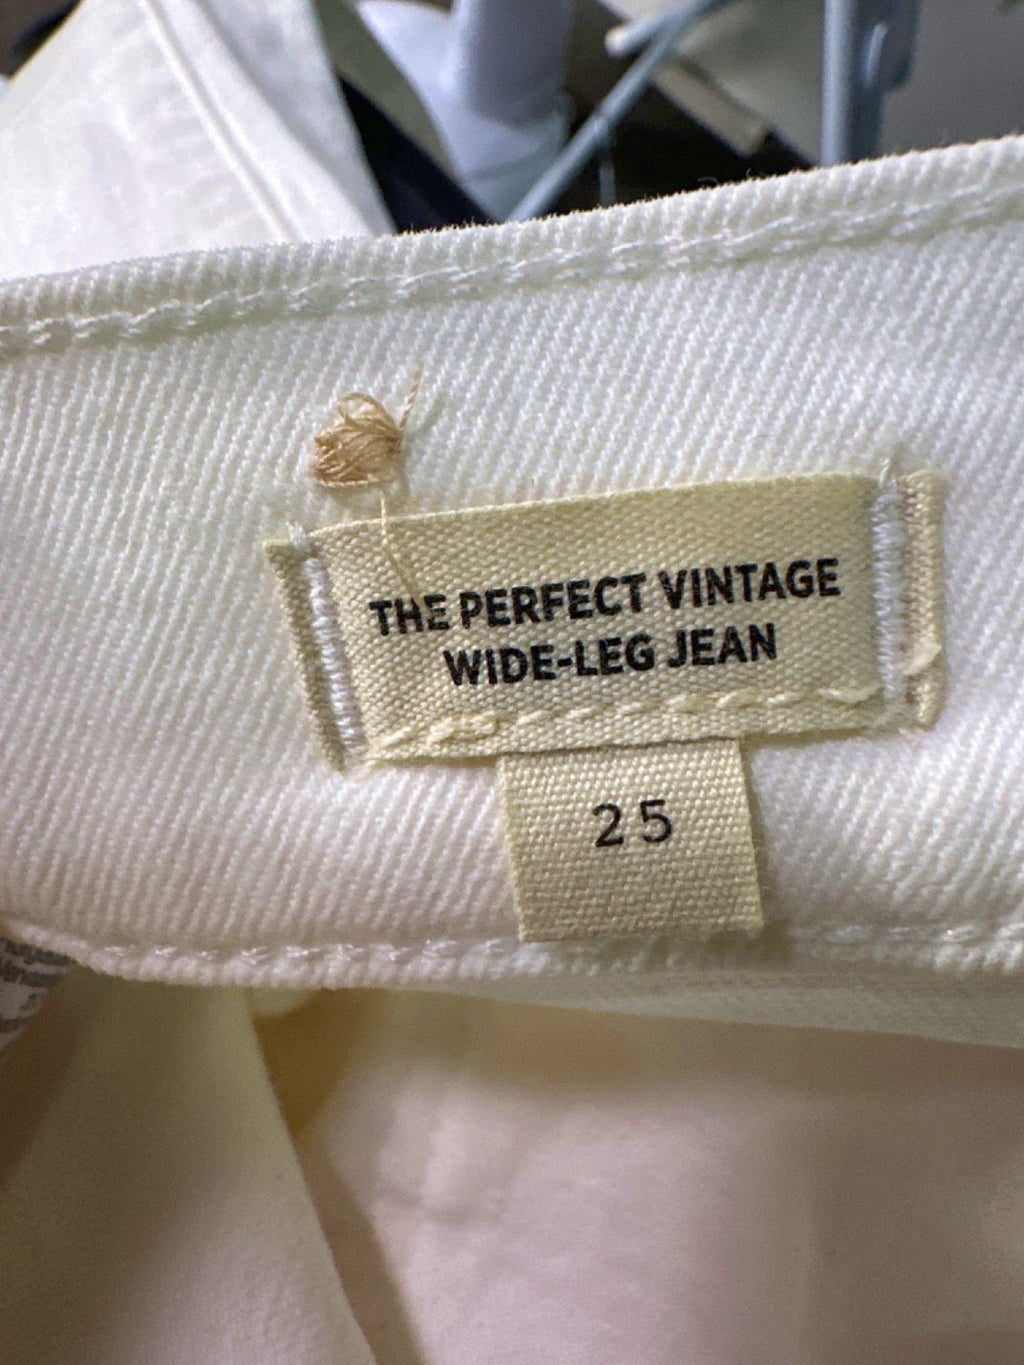 THE PERFECT VINTAGE
WIDE-LEG JEAN
25